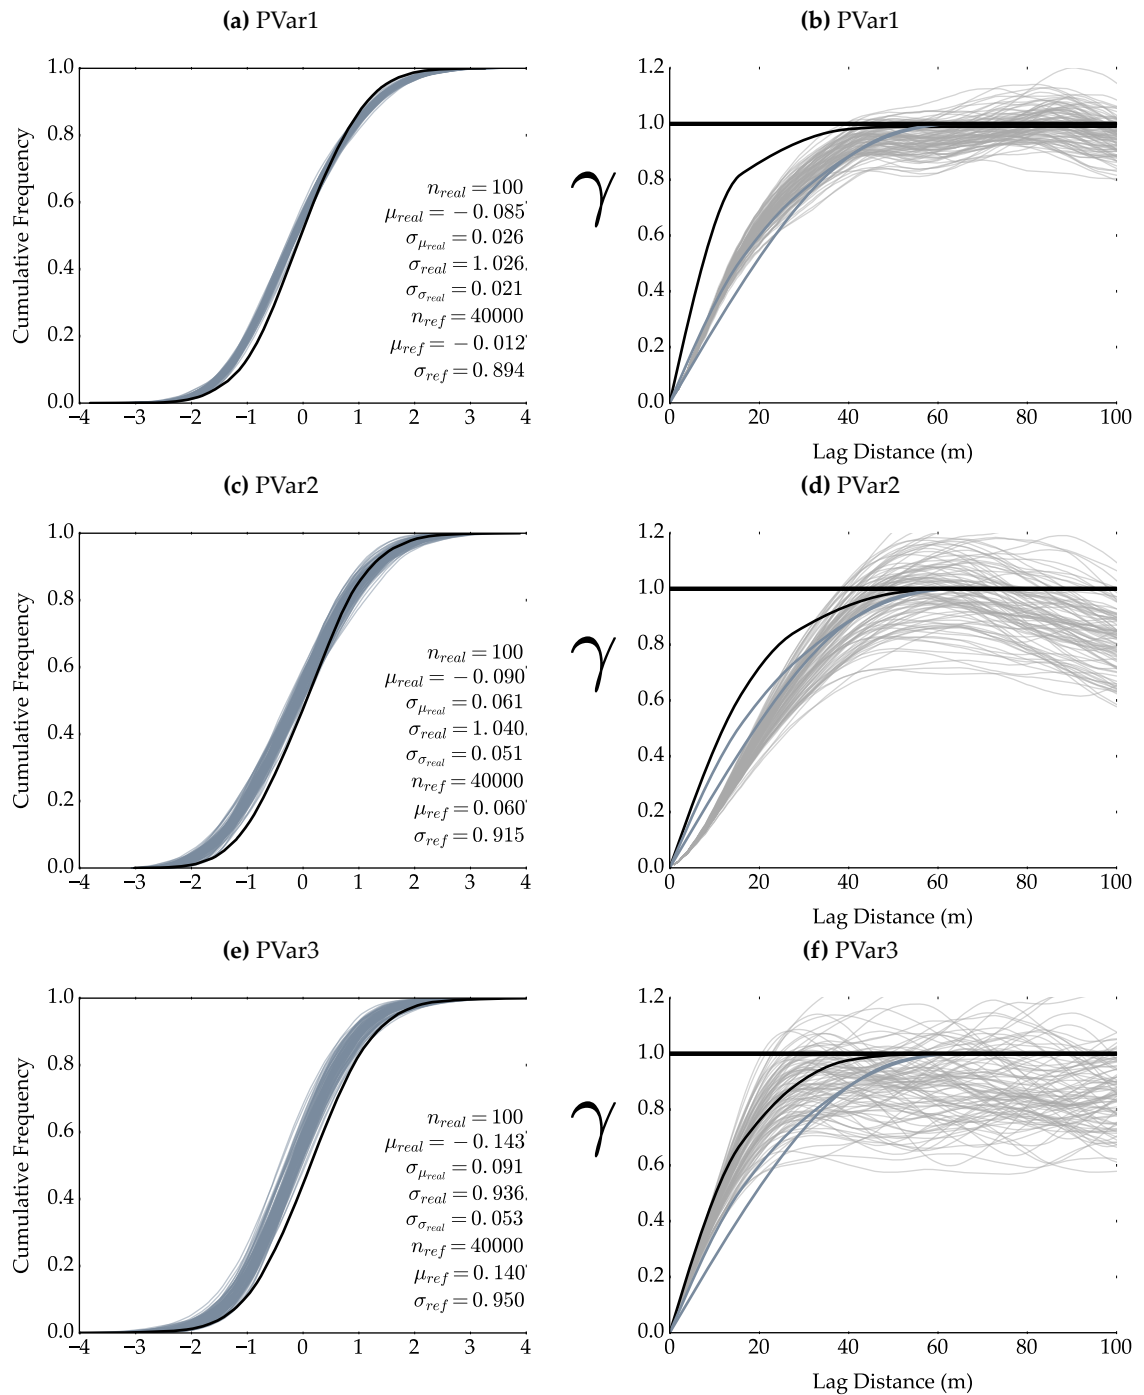 (a) PVar1
(b) PVar1
1.0
0.8
0.6
0.4
0.2
0.0
Cumulative Frequency
n_real = 100
μ_real = −0.085
σ_μreal = 0.026
σ_real = 1.026
σ_σreal = 0.021
n_ref = 40000
μ_ref = −0.012
σ_ref = 0.894
−4 −3 −2 −1 0 1 2 3 4
1.2
1.0
0.8
0.6
0.4
0.2
0.0
γ
0 20 40 60 80 100
Lag Distance (m)
(c) PVar2
(d) PVar2
1.0
0.8
0.6
0.4
0.2
0.0
Cumulative Frequency
n_real = 100
μ_real = −0.090
σ_μreal = 0.061
σ_real = 1.040
σ_σreal = 0.051
n_ref = 40000
μ_ref = 0.060
σ_ref = 0.915
−4 −3 −2 −1 0 1 2 3 4
1.2
1.0
0.8
0.6
0.4
0.2
0.0
γ
0 20 40 60 80 100
Lag Distance (m)
(e) PVar3
(f) PVar3
1.0
0.8
0.6
0.4
0.2
0.0
Cumulative Frequency
n_real = 100
μ_real = −0.143
σ_μreal = 0.091
σ_real = 0.936
σ_σreal = 0.053
n_ref = 40000
μ_ref = 0.140
σ_ref = 0.950
−4 −3 −2 −1 0 1 2 3 4
1.2
1.0
0.8
0.6
0.4
0.2
0.0
γ
0 20 40 60 80 100
Lag Distance (m)